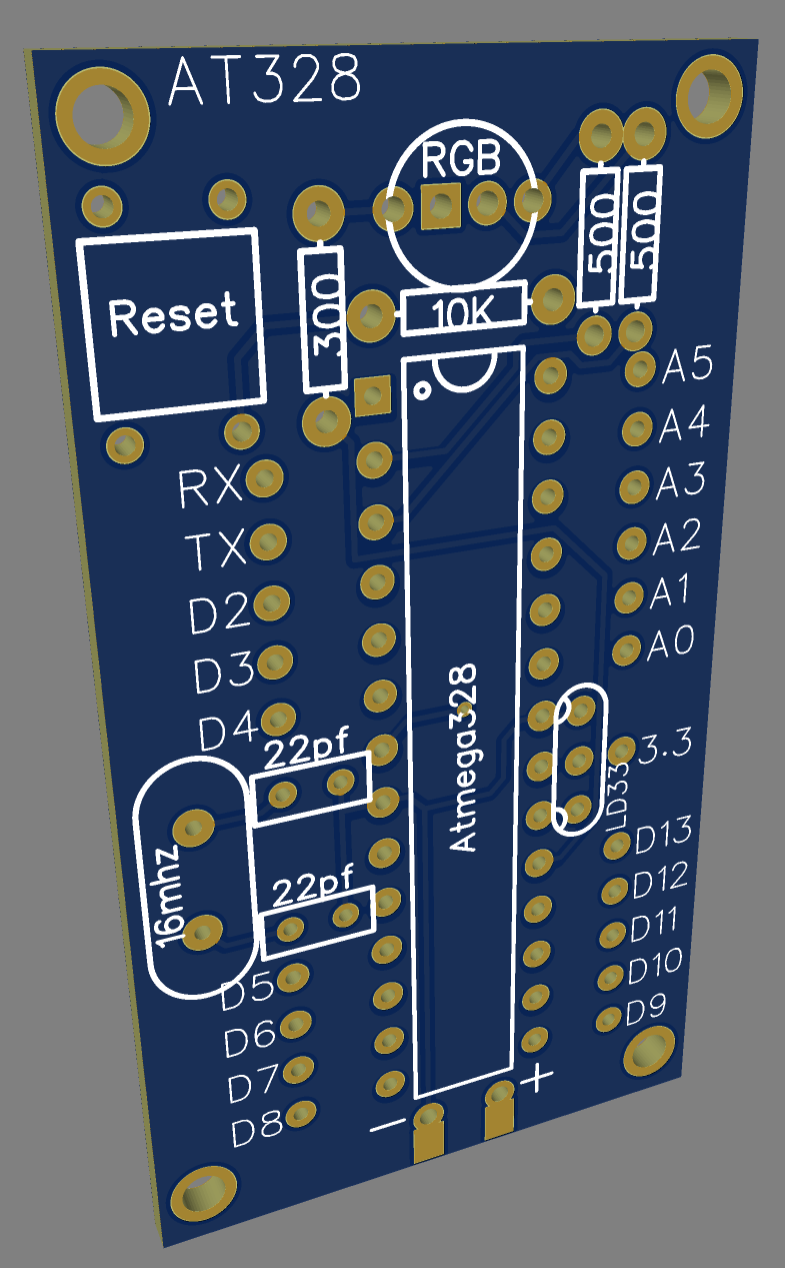 AT328
RGB
Reset
300
10K
500
500
A5
A4
A3
A2
A1
A0
RX
TX
D2
D3
D4
22pf
16mhz
22pf
Atmega328
3.3
LD33
D13
D12
D11
D10
D9
D5
D6
D7
D8
− +